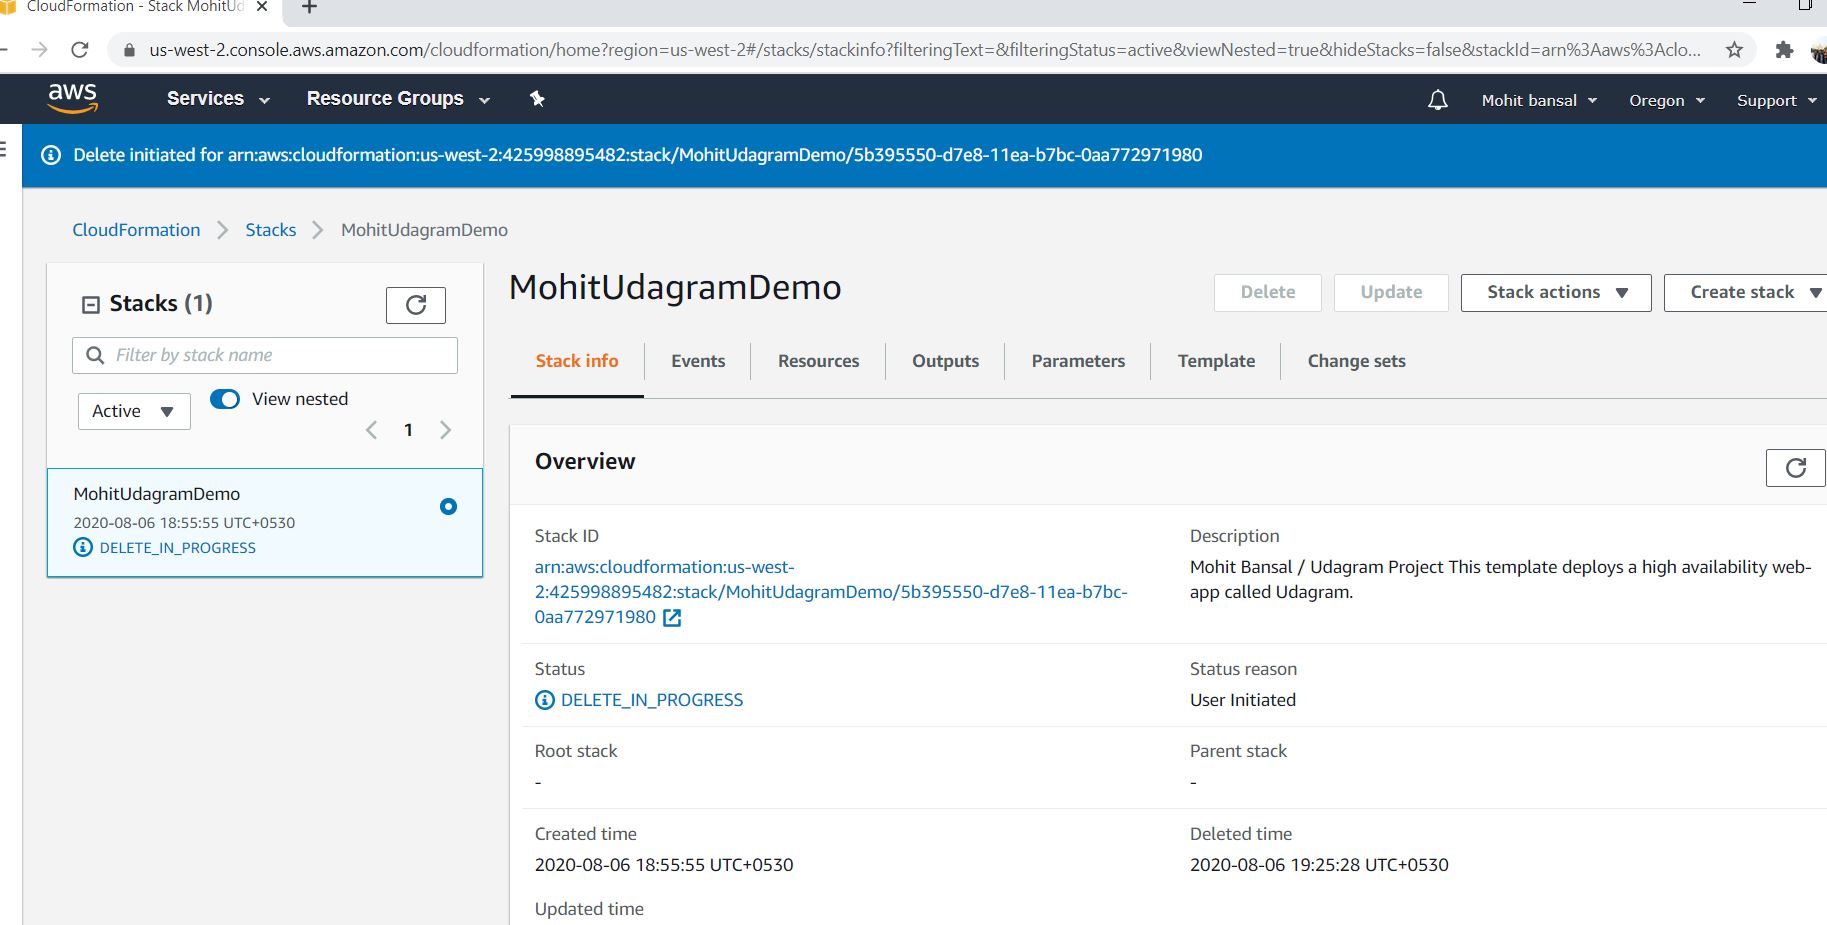 CloudFormation - Stack MohitUd
us-west-2.console.aws.amazon.com/cloudformation/home?region=us-west-2#/stacks/stackinfo?filteringText=&filteringStatus=active&viewNested=true&hideStacks=false&stackId=arn%3Aaws%3Aclo...
aws
Services
Resource Groups
Mohit bansal
Oregon
Support
Delete initiated for arn:aws:cloudformation:us-west-2:425998895482:stack/MohitUdagramDemo/5b395550-d7e8-11ea-b7bc-0aa772971980
CloudFormation
Stacks
MohitUdagramDemo
Stacks (1)
Filter by stack name
Active
View nested
1
MohitUdagramDemo
2020-08-06 18:55:55 UTC+0530
DELETE_IN_PROGRESS
MohitUdagramDemo
Delete
Update
Stack actions
Create stack
Stack info
Events
Resources
Outputs
Parameters
Template
Change sets
Overview
Stack ID
arn:aws:cloudformation:us-west-
2:425998895482:stack/MohitUdagramDemo/5b395550-d7e8-11ea-b7bc-
0aa772971980
Description
Mohit Bansal / Udagram Project This template deploys a high availability web-
app called Udagram.
Status
DELETE_IN_PROGRESS
Status reason
User Initiated
Root stack
-
Parent stack
-
Created time
2020-08-06 18:55:55 UTC+0530
Deleted time
2020-08-06 19:25:28 UTC+0530
Updated time